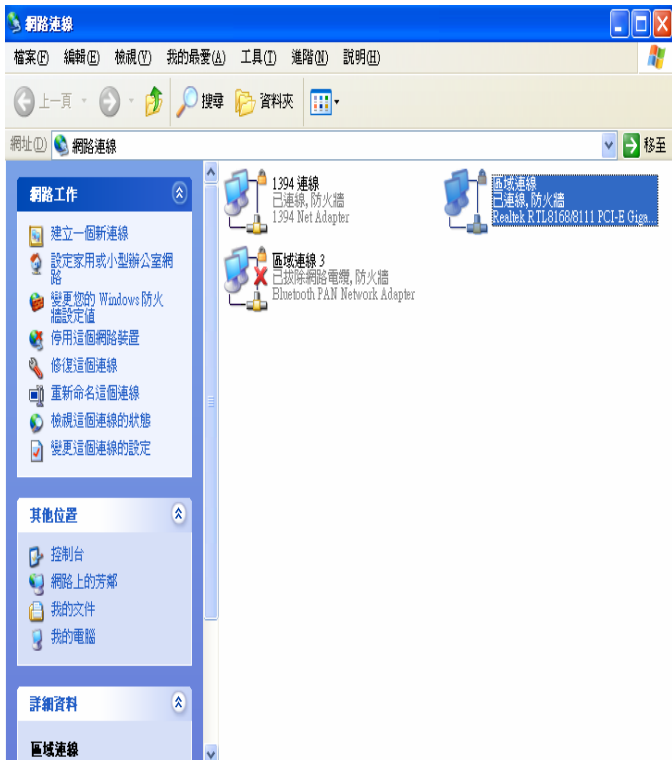 網路連線
檔案(F) 編輯(E) 檢視(V) 我的最愛(A) 工具(T) 進階(N) 說明(H)
上一頁 搜尋 資料夾
網址(D) 網路連線 移至
網路工作
建立一個新連線
設定家用或小型辦公室網
路
變更您的 Windows 防火
牆設定值
停用這個網路裝置
修復這個連線
重新命名這個連線
檢視這個連線的狀態
變更這個連線的設定
其他位置
控制台
網路上的芳鄰
我的文件
我的電腦
詳細資料
區域連線
1394 連線
已連線, 防火牆
1394 Net Adapter
區域連線
已連線, 防火牆
Realtek RTL8168/8111 PCI-E Giga...
區域連線 3
已拔除網路電纜, 防火牆
Bluetooth PAN Network Adapter